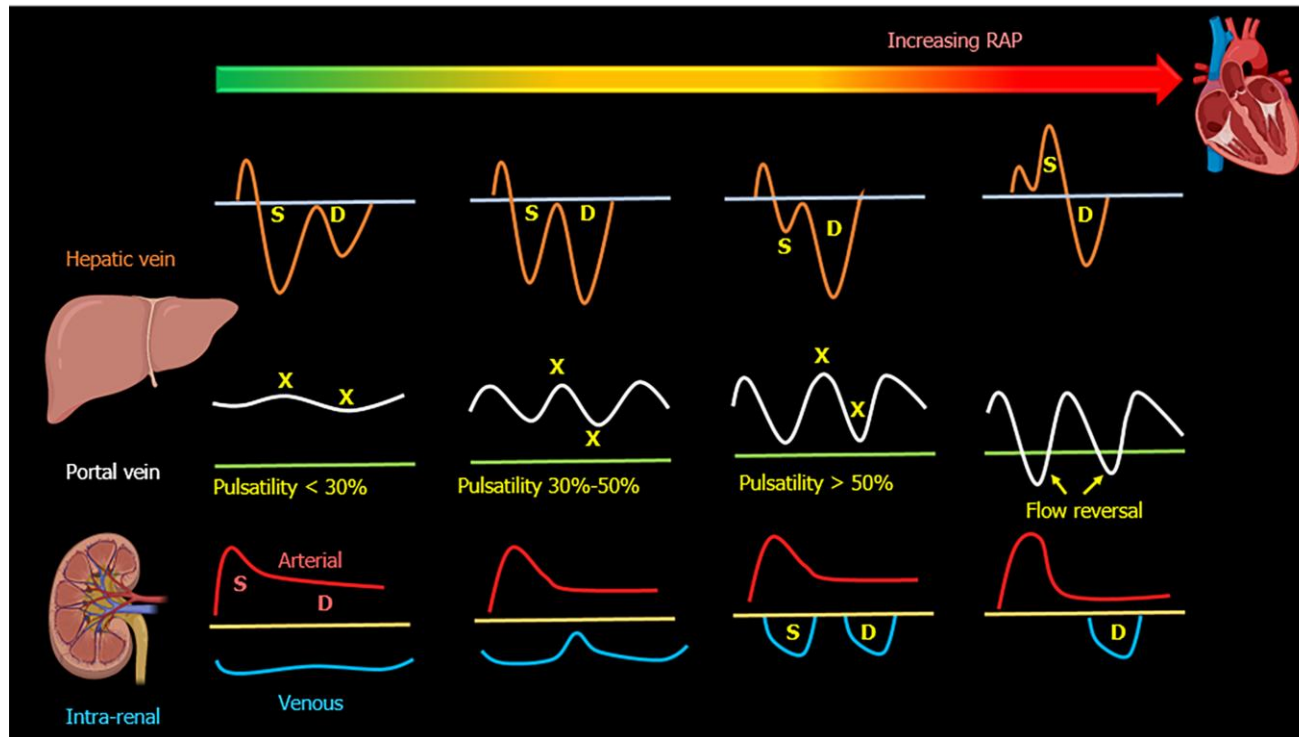 Increasing RAP
S D
S D
S D
S D
Hepatic vein
X X
X X
X X
Portal vein
Pulsatility < 30%
Pulsatility 30%-50%
Pulsatility > 50%
Flow reversal
Arterial
S D
S D
D
Venous
Intra-renal